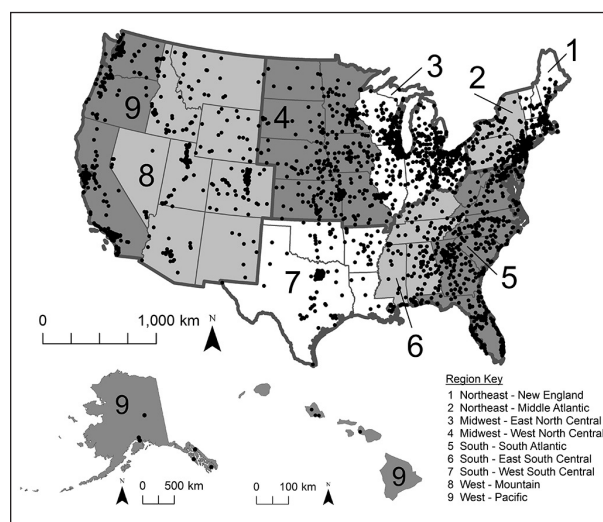 1
2
3
4
9
8
7
5
6
0 1,000 km
N
9
0 500 km
N
0 100 km
N
9
Region Key
1 Northeast - New England
2 Northeast - Middle Atlantic
3 Midwest - East North Central
4 Midwest - West North Central
5 South - South Atlantic
6 South - East South Central
7 South - West South Central
8 West - Mountain
9 West - Pacific